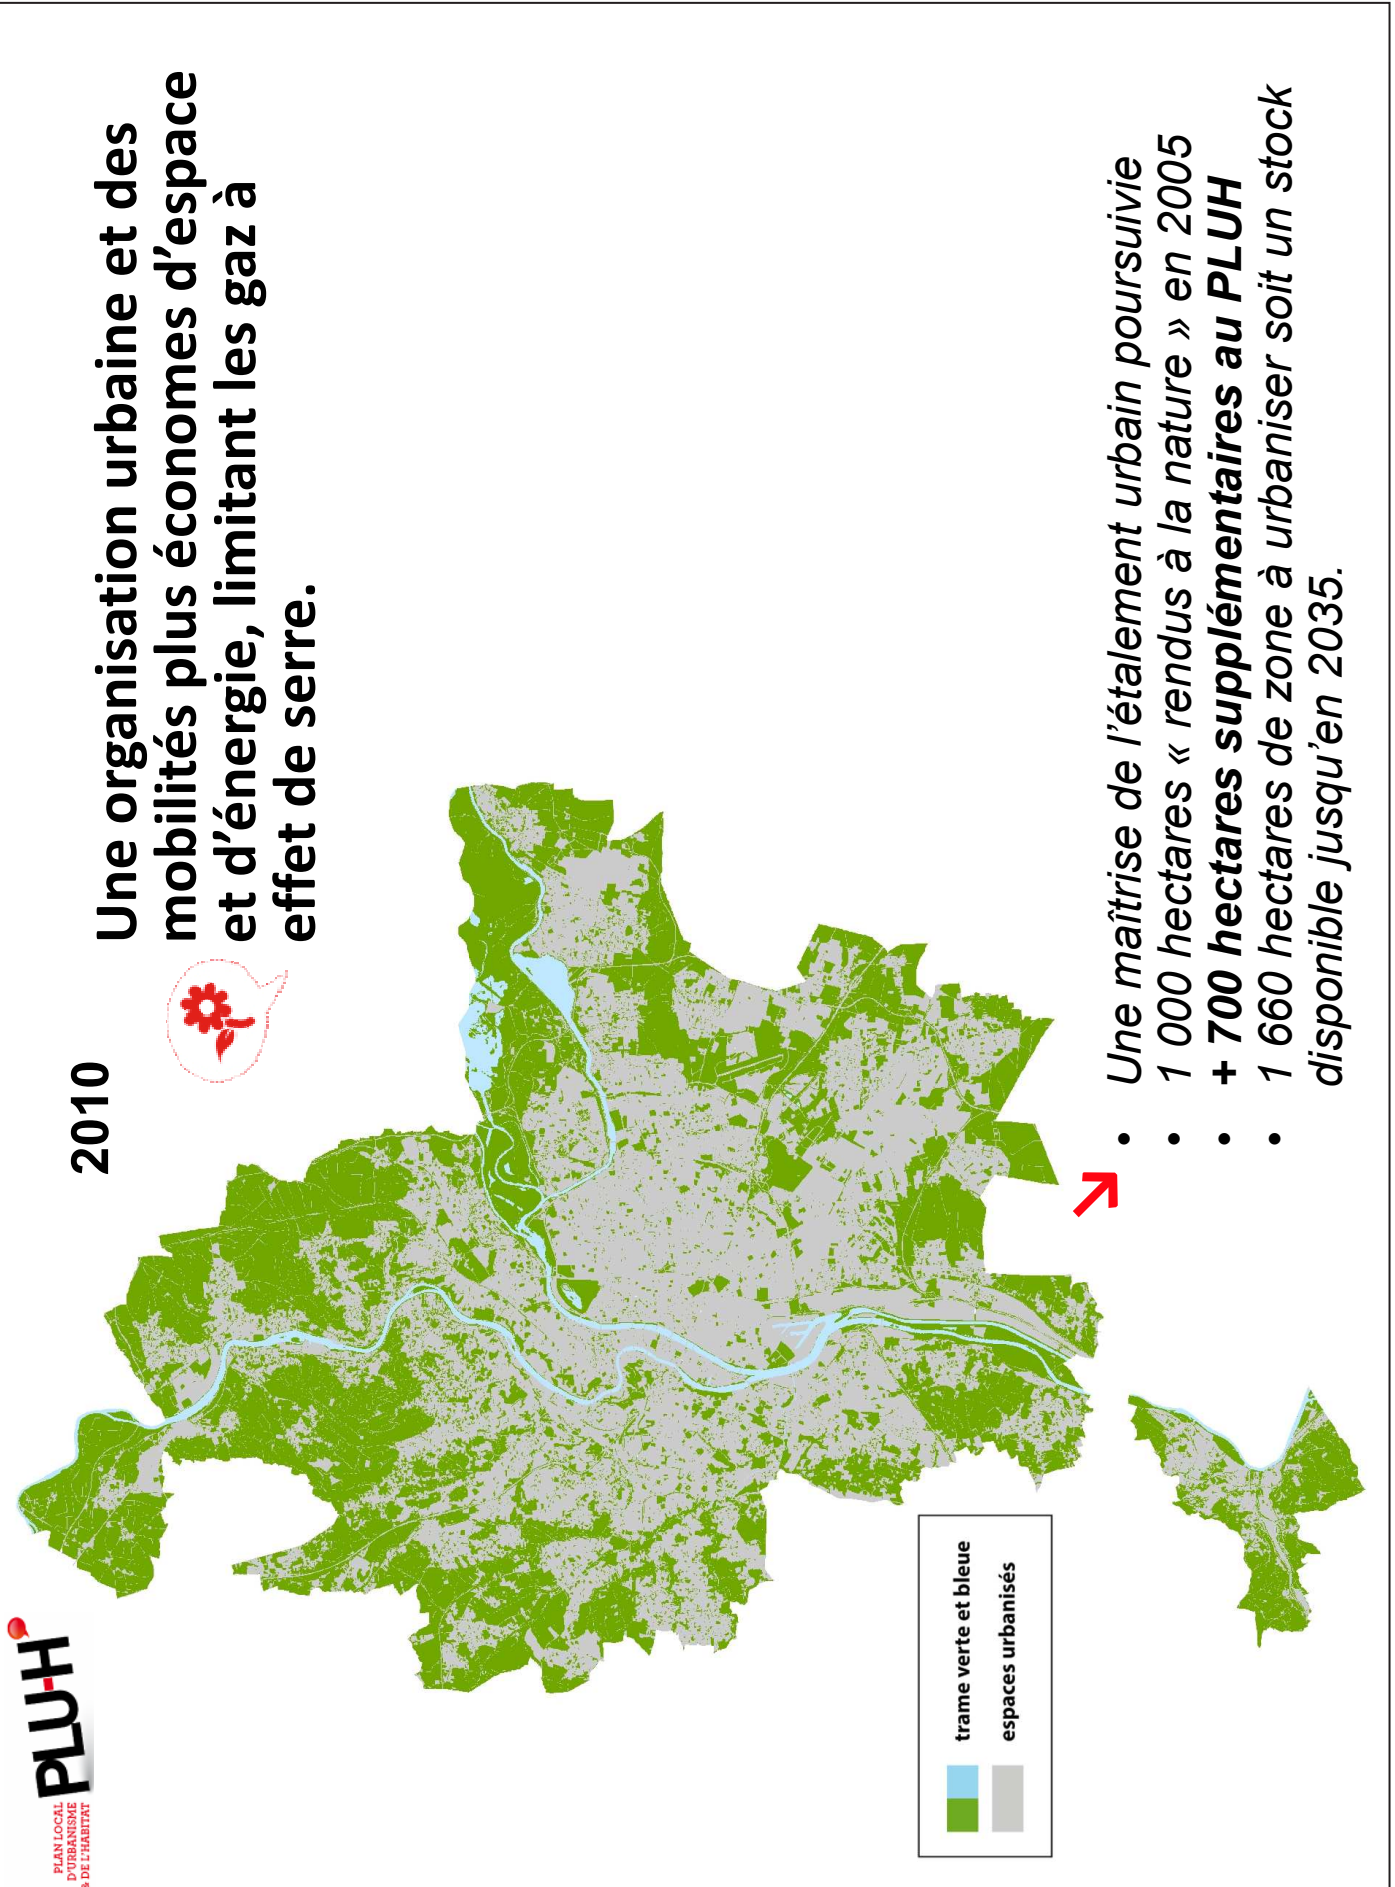 PLAN LOCAL
D'URBANISME
& DE L'HABITAT
PLU-H
2010
Une organisation urbaine et des
mobilités plus économes d'espace
et d'énergie, limitant les gaz à
effet de serre.
trame verte et bleue
espaces urbanisés
• Une maîtrise de l'étalement urbain poursuivie
• 1 000 hectares « rendus à la nature » en 2005
• + 700 hectares supplémentaires au PLUH
• 1 660 hectares de zone à urbaniser soit un stock
disponible jusqu'en 2035.